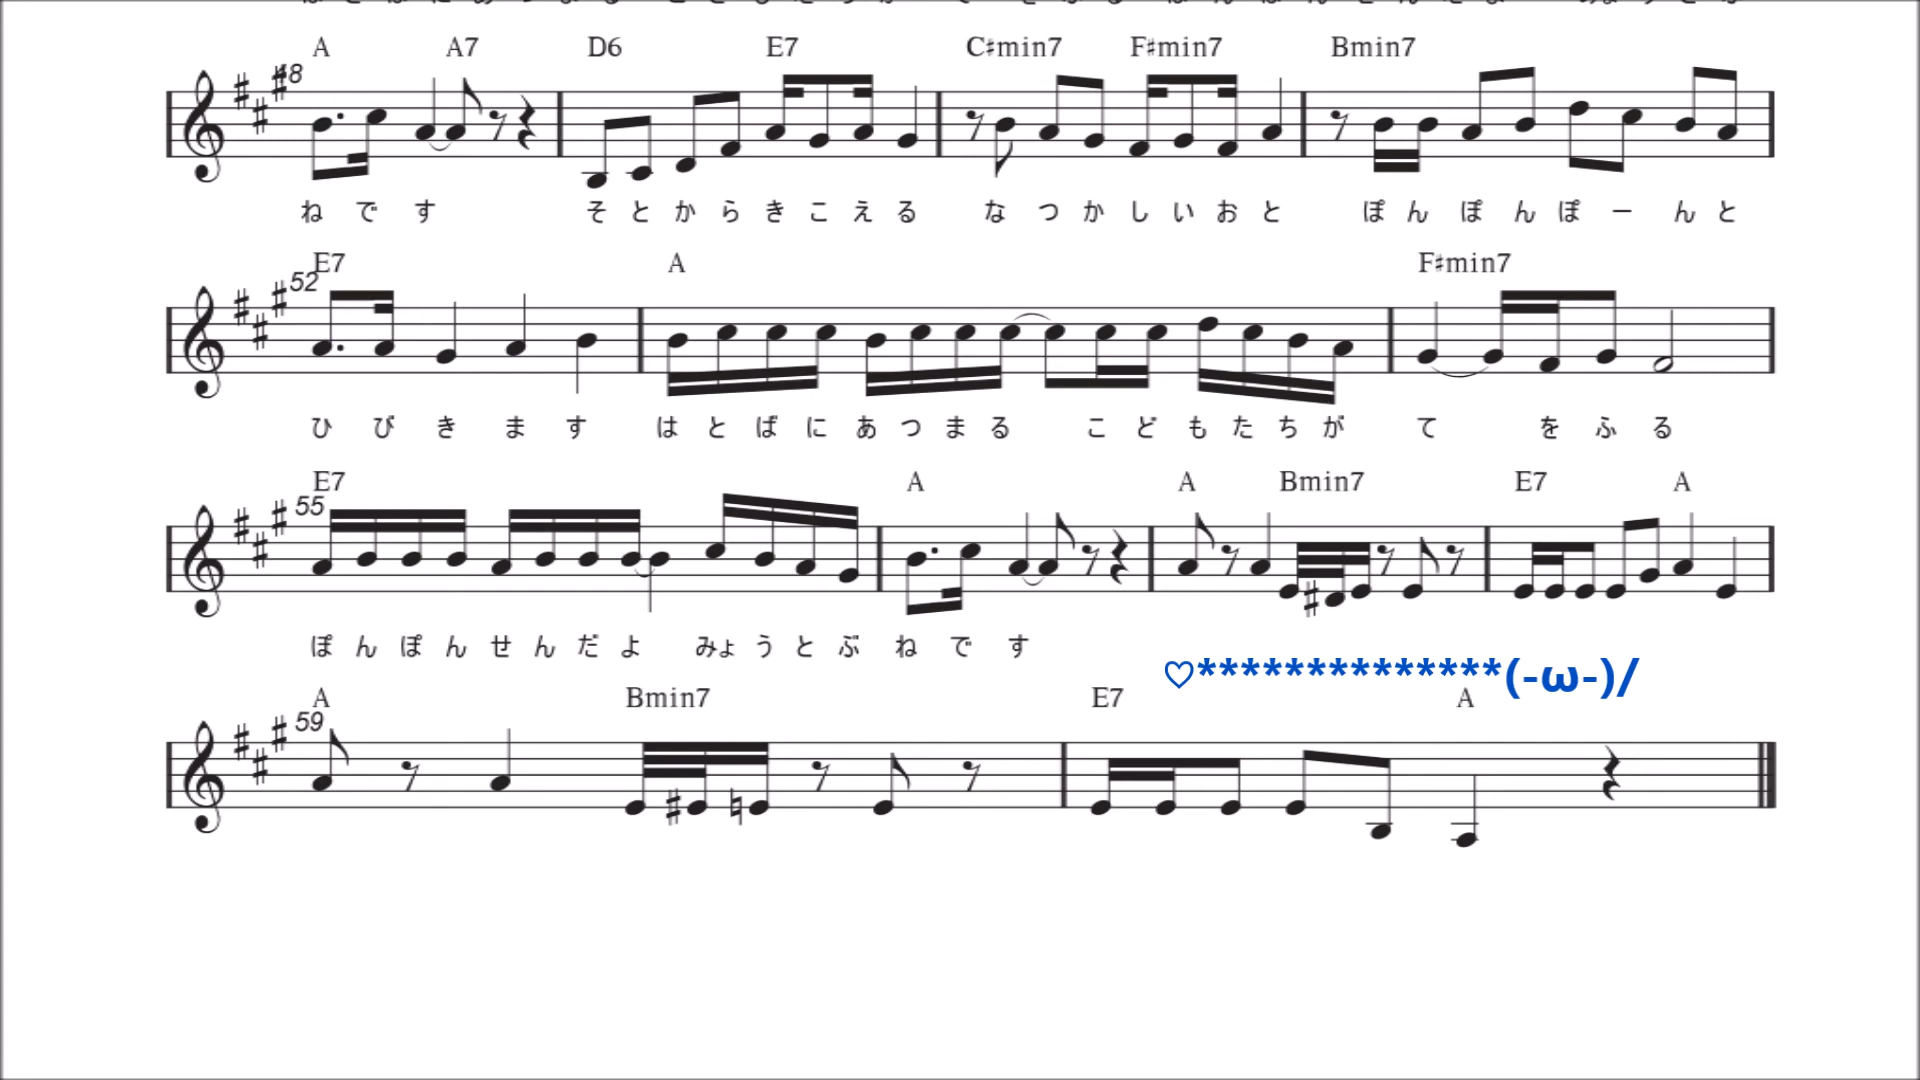 A A7 D6 E7 C♯min7 F♯min7 Bmin7
48
ねです そとからきこえる なつかしいおと ぽんぽんぽーんと
E7 A F♯min7
52
ひびきます はとばにあつまる こどもたちが て をふる
E7 A A Bmin7 E7 A
55
ぽんぽんせんだよ みょうとぶねです
♡**************(-ω-)/
A Bmin7 E7 A
59